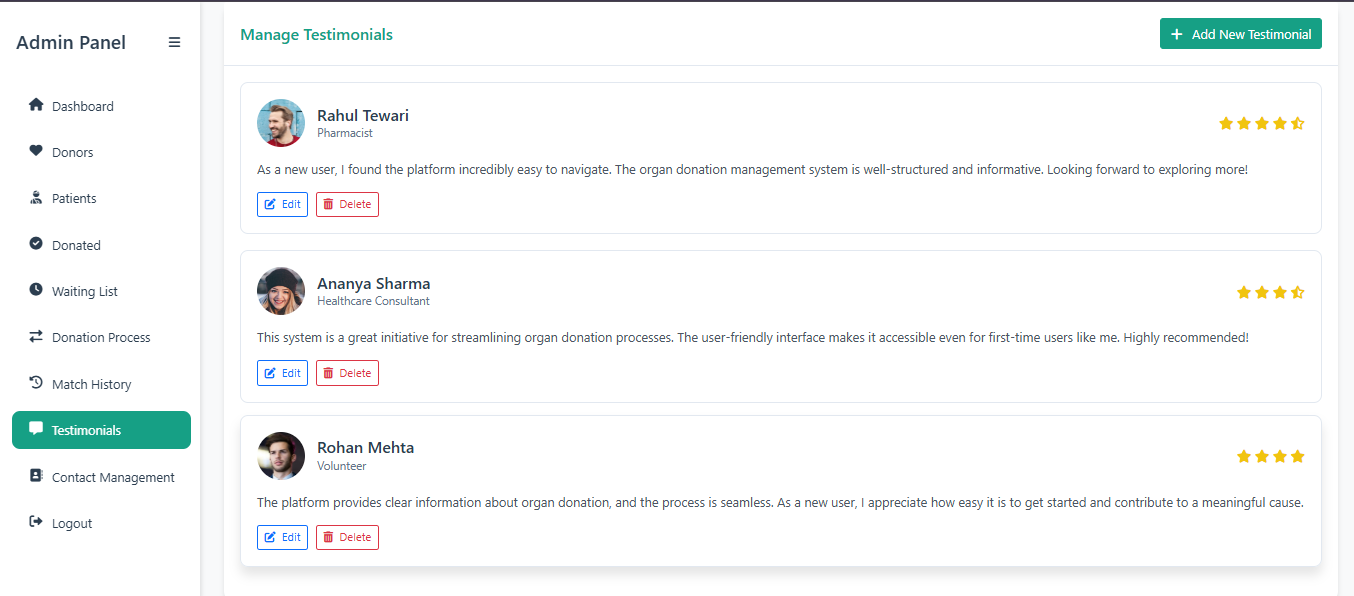 Admin Panel
Dashboard
Donors
Patients
Donated
Waiting List
Donation Process
Match History
Testimonials
Contact Management
Logout
Manage Testimonials
Add New Testimonial
Rahul Tewari
Pharmacist
As a new user, I found the platform incredibly easy to navigate. The organ donation management system is well-structured and informative. Looking forward to exploring more!
Edit Delete
Ananya Sharma
Healthcare Consultant
This system is a great initiative for streamlining organ donation processes. The user-friendly interface makes it accessible even for first-time users like me. Highly recommended!
Edit Delete
Rohan Mehta
Volunteer
The platform provides clear information about organ donation, and the process is seamless. As a new user, I appreciate how easy it is to get started and contribute to a meaningful cause.
Edit Delete